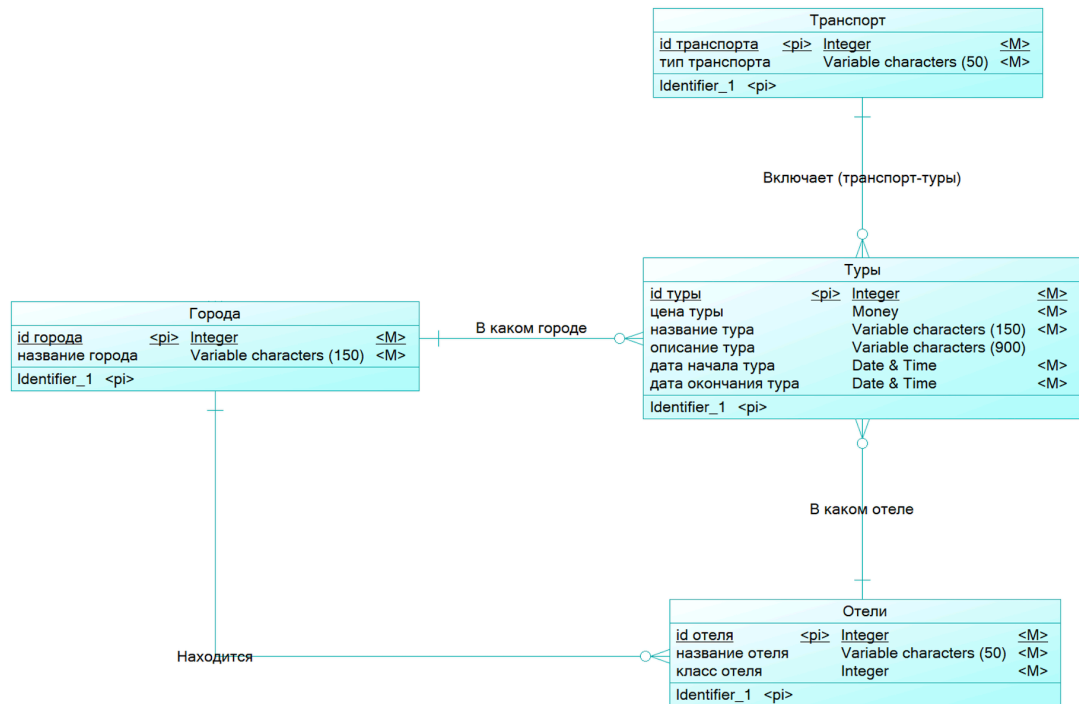 Транспорт
id транспорта <pi> Integer <M>
тип транспорта Variable characters (50) <M>
Identifier_1 <pi>
Включает (транспорт-туры)
Туры
id туры <pi> Integer <M>
цена туры Money <M>
название тура Variable characters (150) <M>
описание тура Variable characters (900)
дата начала тура Date & Time <M>
дата окончания тура Date & Time <M>
Identifier_1 <pi>
Города
id города <pi> Integer <M>
название города Variable characters (150) <M>
Identifier_1 <pi>
В каком городе
В каком отеле
Находится
Отели
id отеля <pi> Integer <M>
название отеля Variable characters (50) <M>
класс отеля Integer <M>
Identifier_1 <pi>